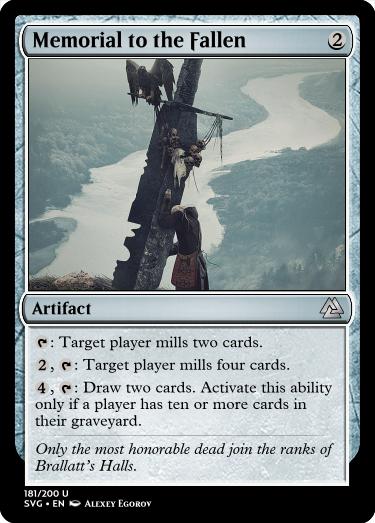 Memorial to the Fallen 2
Artifact
: Target player mills two cards.
2, : Target player mills four cards.
4, : Draw two cards. Activate this ability
only if a player has ten or more cards in
their graveyard.
Only the most honorable dead join the ranks of
Brallatt's Halls.
181/200 U
SVG • EN Alexey Egorov